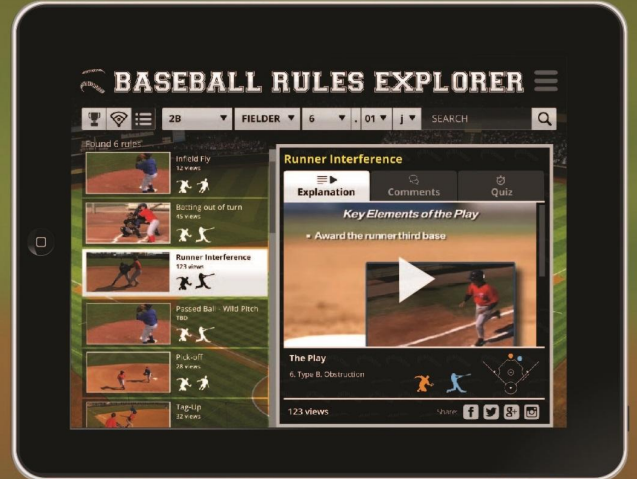 BASEBALL RULES EXPLORER
2B FIELDER 6 . 01 j SEARCH
Found 6 rules
Infield Fly
12 views
Batting out of turn
45 views
Runner Interference
123 views
Passed Ball - Wild Pitch
TBD
Pick-off
28 views
Tag-Up
32 views
Runner Interference
Explanation Comments Quiz
Key Elements of the Play
• Award the runner third base
The Play
6. Type B. Obstruction
123 views Share: